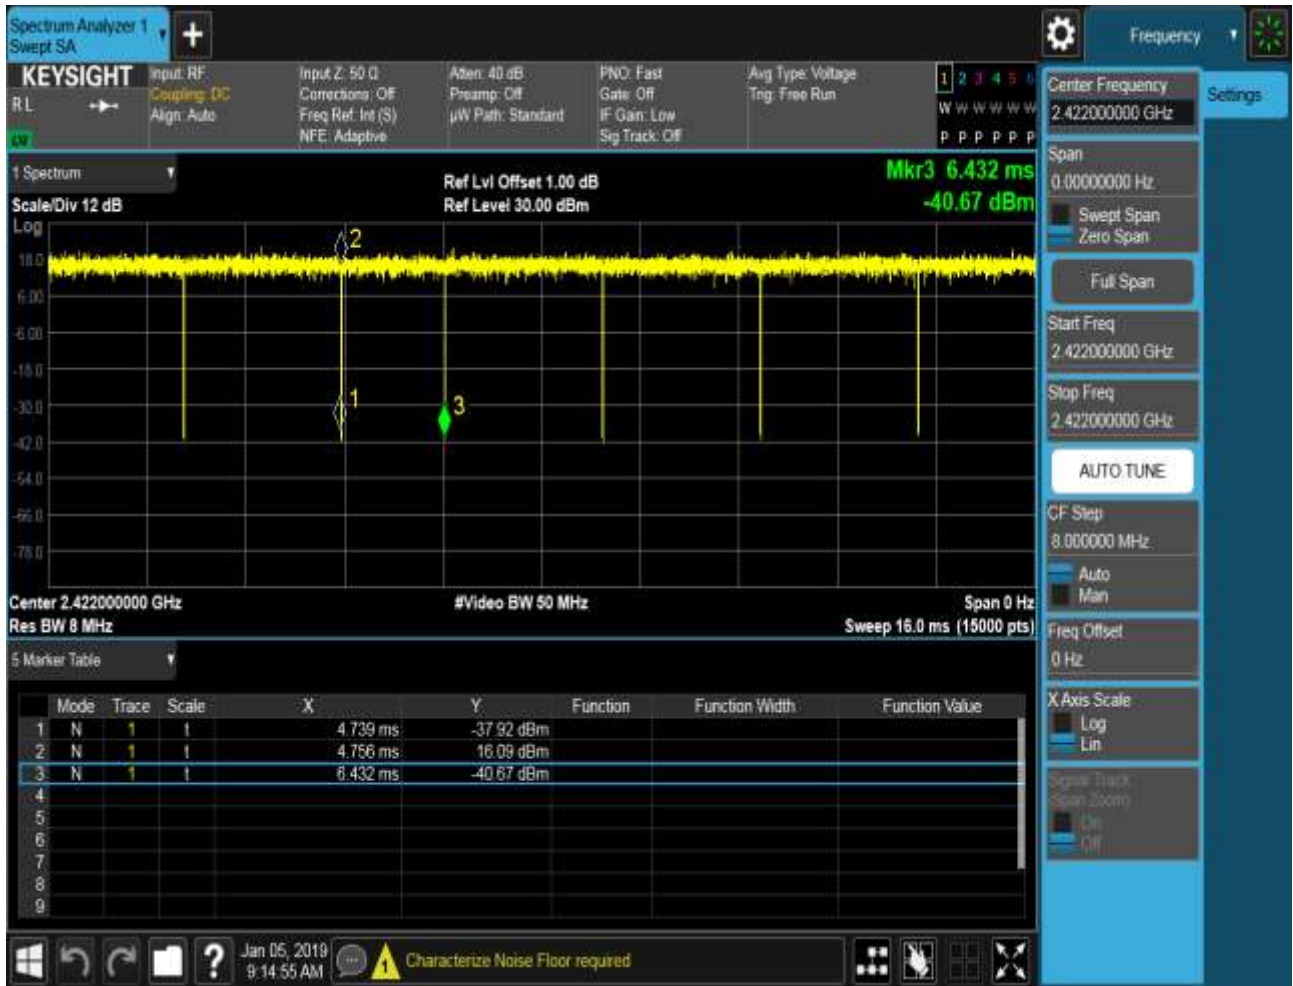 Spectrum Analyzer 1
Swept SA
Frequency
KEYSIGHT
RL
Input: RF
Coupling: DC
Align: Auto
Input Z: 50 Ω
Corrections: Off
Freq Ref: Int (S)
NFE: Adaptive
Atten: 40 dB
Preamp: Off
µW Path: Standard
PNO: Fast
Gate: Off
IF Gain: Low
Sig Track: Off
Avg Type: Voltage
Trig: Free Run
1 2 3 4 5 6
W W W W W W
P P P P P P
1 Spectrum
Scale/Div 12 dB
Log
Ref Lvl Offset 1.00 dB
Ref Level 30.00 dBm
Mkr3 6.432 ms
-40.67 dBm
18.0
6.00
-6.00
-18.0
-30.0
-42.0
-54.0
-66.0
-78.0
2
1
3
Center 2.422000000 GHz
#Video BW 50 MHz
Span 0 Hz
Res BW 8 MHz
Sweep 16.0 ms (15000 pts)
5 Marker Table
Mode Trace Scale X Y Function Function Width Function Value
1 N 1 t 4.739 ms -37.92 dBm
2 N 1 t 4.756 ms 16.09 dBm
3 N 1 t 6.432 ms -40.67 dBm
4
5
6
7
8
9
Jan 05, 2019
9:14:55 AM
1
Characterize Noise Floor required
?
Center Frequency
2.422000000 GHz
Settings
Span
0.00000000 Hz
Swept Span
Zero Span
Full Span
Start Freq
2.422000000 GHz
Stop Freq
2.422000000 GHz
AUTO TUNE
CF Step
8.000000 MHz
Auto
Man
Freq Offset
0 Hz
X Axis Scale
Log
Lin
Signal Track
(Span Zoom)
On
Off